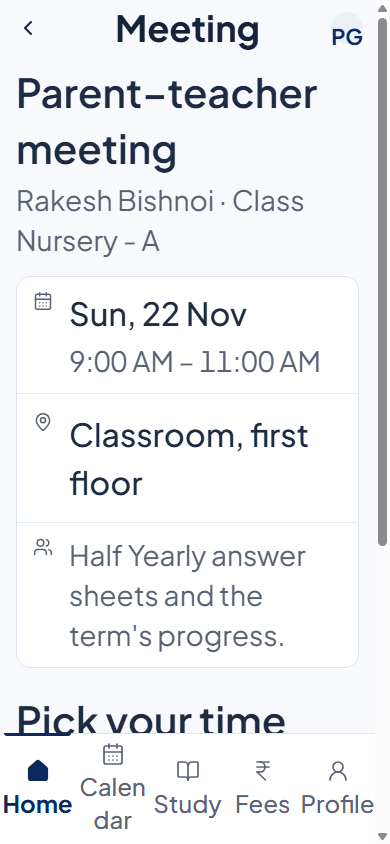 Meeting
PG
Parent–teacher
meeting
Rakesh Bishnoi · Class
Nursery - A
Sun, 22 Nov
9:00 AM – 11:00 AM
Classroom, first
floor
Half Yearly answer
sheets and the
term's progress.
Pick your time
Home
Calen
dar
Study
Fees
Profile